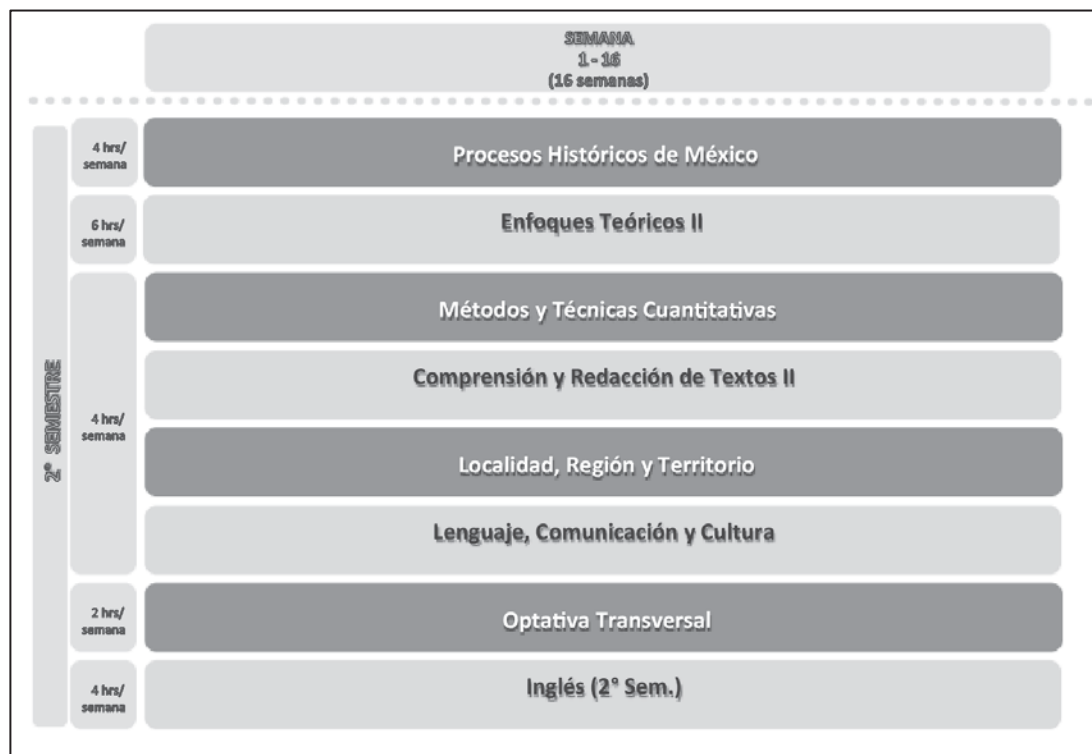 SEMANA
1 - 16
(16 semanas)
2° SEMESTRE
4 hrs/
semana
Procesos Históricos de México
6 hrs/
semana
Enfoques Teóricos II
4 hrs/
semana
Métodos y Técnicas Cuantitativas
Comprensión y Redacción de Textos II
Localidad, Región y Territorio
Lenguaje, Comunicación y Cultura
2 hrs/
semana
Optativa Transversal
4 hrs/
semana
Inglés (2° Sem.)